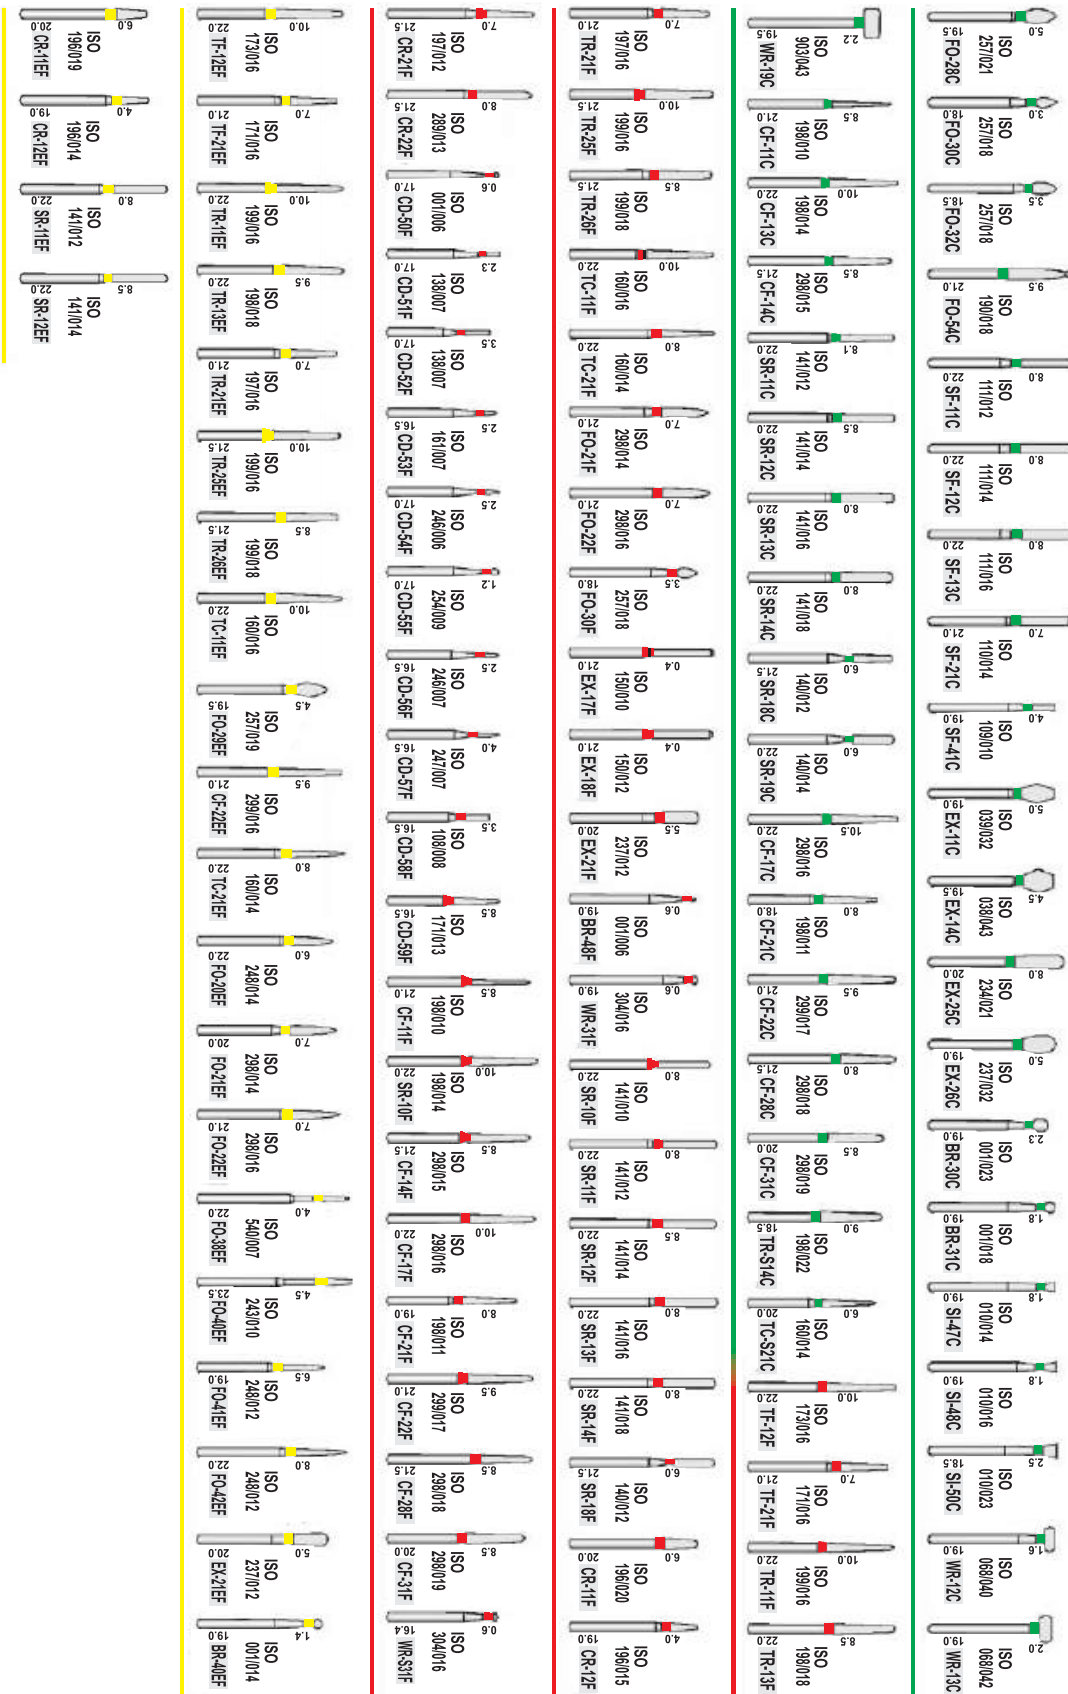 5.0 3.0 3.5 9.5 8.0 8.0 8.0 7.0 4.0 5.0 4.5 8.0 5.0 2.3 1.8 1.8 1.8 2.5 1.6 2.0
ISO ISO ISO ISO ISO ISO ISO ISO ISO ISO ISO ISO ISO ISO ISO ISO ISO ISO ISO ISO
257/021 257/018 257/018 190/018 111/012 111/014 111/016 110/014 109/010 039/032 038/043 234/021 237/032 001/023 001/018 010/014 010/016 010/023 068/040 068/042
19.5 FO-28C 18.0 FO-30C 18.5 FO-32C 21.0 FO-54C 22.0 SF-11C 22.0 SF-12C 22.0 SF-13C 21.0 SF-21C 19.0 SF-41C 19.0 EX-11C 19.5 EX-14C 20.0 EX-25C 19.0 EX-26C 19.0 BR-30C 19.0 BR-31C 19.0 SI-47C 19.0 SI-48C 18.5 SI-50C 19.0 WR-12C 19.0 WR-13C
2.2 8.5 10.0 8.5 8.1 8.5 8.0 8.0 6.0 6.0 10.5 8.0 9.5 8.0 8.5 9.0 6.0 10.0 7.0 10.0 8.5
ISO ISO ISO ISO ISO ISO ISO ISO ISO ISO ISO ISO ISO ISO ISO ISO ISO ISO ISO ISO ISO
903/043 198/010 198/014 298/015 141/012 141/014 141/016 141/018 140/012 140/014 298/016 198/011 299/017 298/018 298/019 198/022 160/014 173/016 171/016 199/016 198/018
19.5 WR-19C 21.0 CF-11C 22.0 CF-13C 21.5 CF-14C 22.0 SR-11C 22.0 SR-12C 22.0 SR-13C 22.0 SR-14C 21.5 SR-18C 22.0 SR-19C 22.0 CF-17C 18.0 CF-21C 21.0 CF-22C 21.5 CF-28C 20.0 CF-31C 18.5 TR-S14C 20.0 TC-S21C 22.0 TF-12F 21.0 TF-21F 22.0 TR-11F 22.0 TR-13F
7.0 10.0 8.5 10.0 8.0 7.0 7.0 3.5 0.4 0.4 5.5 0.6 0.6 8.0 8.0 8.5 8.0 8.0 6.0 6.0 4.0
ISO ISO ISO ISO ISO ISO ISO ISO ISO ISO ISO ISO ISO ISO ISO ISO ISO ISO ISO ISO ISO
197/016 199/016 199/018 160/016 160/014 298/014 298/016 257/018 150/010 150/012 237/012 001/006 304/016 141/010 141/012 141/014 141/016 141/018 140/012 196/020 196/015
21.0 TR-21F 21.5 TR-25F 21.5 TR-26F 22.0 TC-11F 22.0 TC-21F 21.0 FO-21F 21.0 FO-22F 18.0 FO-30F 21.0 EX-17F 21.0 EX-18F 20.0 EX-21F 19.0 BR-48F 19.0 WR-31F 22.0 SR-10F 22.0 SR-11F 22.0 SR-12F 22.0 SR-13F 22.0 SR-14F 21.5 SR-18F 20.0 CR-11F 19.0 CR-12F
7.0 8.0 0.6 2.3 3.5 2.5 2.5 1.2 2.5 4.0 3.5 8.5 8.5 10.0 8.5 10.0 8.0 9.5 8.5 8.5 0.6
ISO ISO ISO ISO ISO ISO ISO ISO ISO ISO ISO ISO ISO ISO ISO ISO ISO ISO ISO ISO ISO
197/012 289/013 001/006 138/007 138/007 161/007 246/006 254/009 246/007 247/007 108/008 171/013 198/010 198/014 298/015 298/016 198/011 299/017 298/018 298/019 304/016
21.5 CR-21F 21.5 CR-22F 17.0 CD-50F 17.0 CD-51F 17.0 CD-52F 16.5 CD-53F 17.0 CD-54F 17.0 CD-55F 16.5 CD-56F 16.5 CD-57F 16.5 CD-58F 16.5 CD-59F 21.0 CF-11F 22.0 SR-10F 21.5 CF-14F 22.0 CF-17F 19.0 CF-21F 21.0 CF-22F 21.5 CF-28F 20.0 CF-31F 16.4 WR-S31F
10.0 7.0 10.0 9.5 7.0 10.0 8.5 10.0 4.5 9.5 8.0 6.0 7.0 7.0 4.0 4.5 6.5 8.0 5.0 1.4
ISO ISO ISO ISO ISO ISO ISO ISO ISO ISO ISO ISO ISO ISO ISO ISO ISO ISO ISO ISO
173/016 171/016 199/016 198/018 197/016 199/016 199/018 160/016 257/019 299/016 160/014 248/014 298/014 298/016 540/007 243/010 248/012 248/012 237/012 001/014
22.0 TF-12EF 21.0 TF-21EF 22.0 TR-11EF 22.0 TR-13EF 21.0 TR-21EF 21.5 TR-25EF 21.5 TR-26EF 22.0 TC-11EF 19.5 FO-29EF 21.0 CF-22EF 22.0 TC-21EF 22.0 FO-20EF 20.0 FO-21EF 21.0 FO-22EF 22.0 FO-38EF 23.5 FO-40EF 19.0 FO-41EF 22.0 FO-42EF 20.0 EX-21EF 19.0 BR-40EF
6.0 4.0 8.0 8.5
ISO ISO ISO ISO
196/019 196/014 141/012 141/014
20.0 CR-11EF 19.0 CR-12EF 22.0 SR-11EF 22.0 SR-12EF